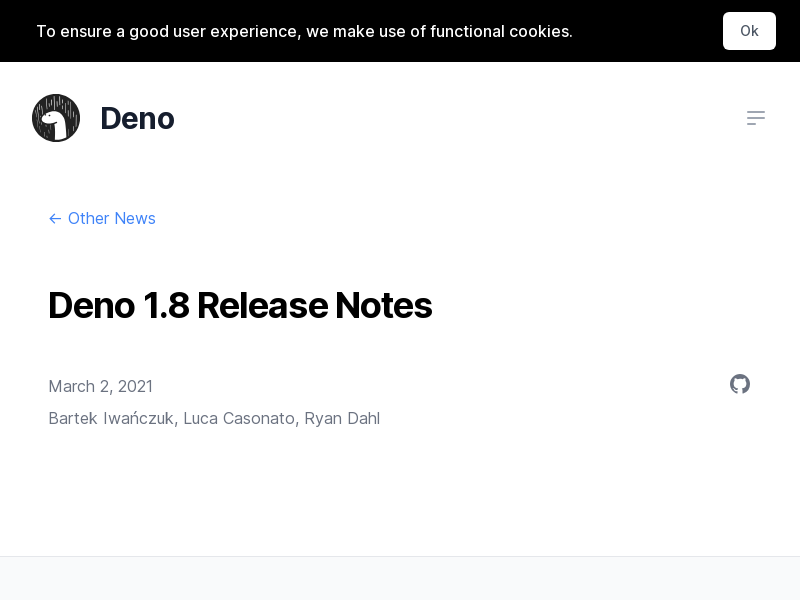 To ensure a good user experience, we make use of functional cookies.
Ok
Deno
← Other News
Deno 1.8 Release Notes
March 2, 2021
Bartek Iwańczuk, Luca Casonato, Ryan Dahl